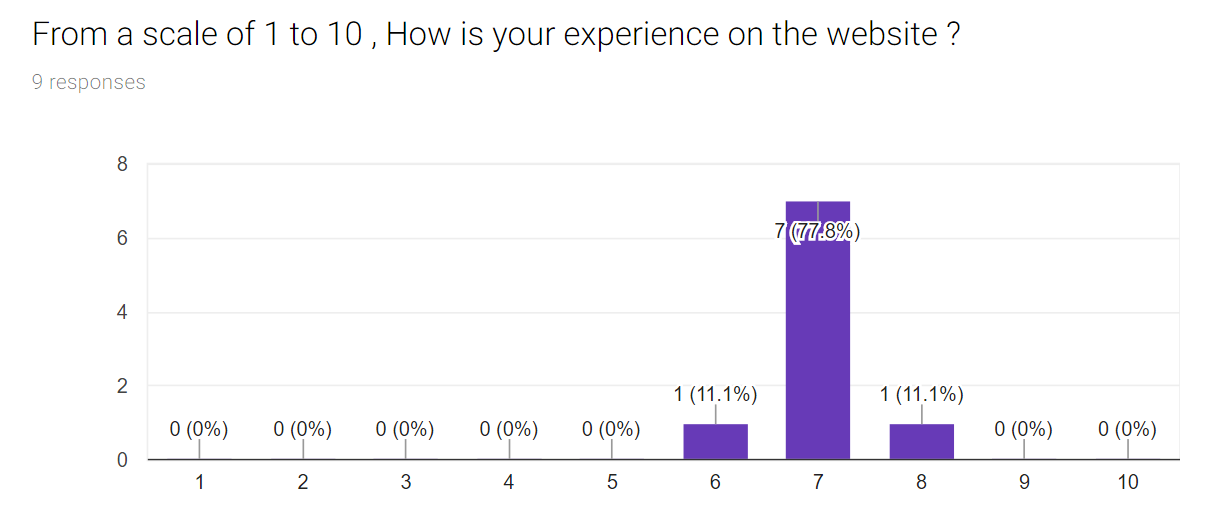 From a scale of 1 to 10 , How is your experience on the website ?
9 responses
8
6
4
2
0
0 (0%) 0 (0%) 0 (0%) 0 (0%) 0 (0%) 1 (11.1%) 7 (77.8%) 1 (11.1%) 0 (0%) 0 (0%)
1 2 3 4 5 6 7 8 9 10